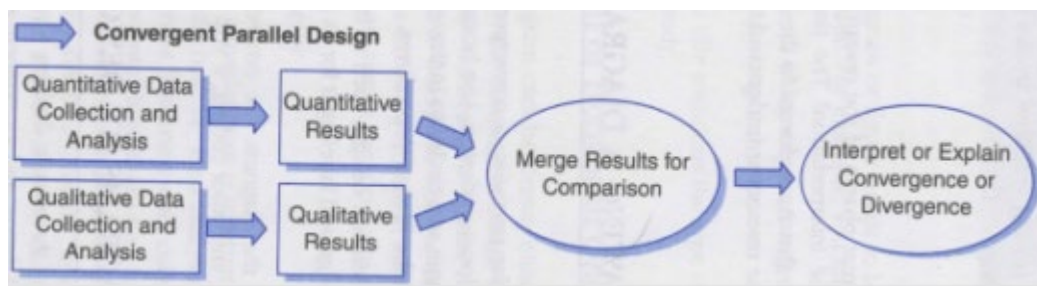 Convergent Parallel Design
Quantitative Data
Collection and
Analysis
Quantitative
Results
Qualitative Data
Collection and
Analysis
Qualitative
Results
Merge Results for
Comparison
Interpret or Explain
Convergence or
Divergence